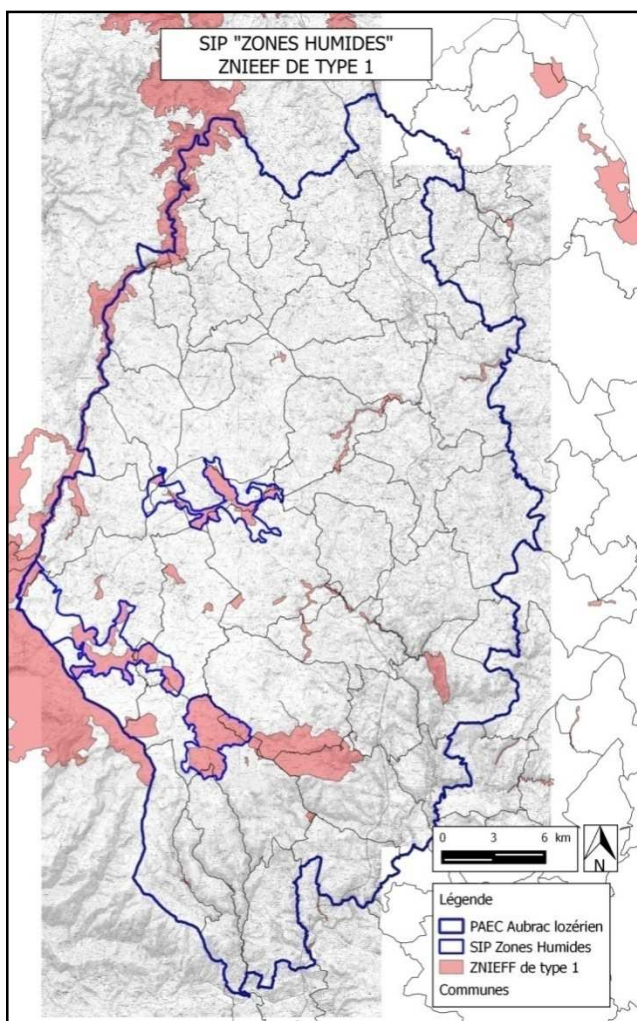 SIP "ZONES HUMIDES"
ZNIEEF DE TYPE 1
0 3 6 km
N
Légende
PAEC Aubrac lozérien
SIP Zones Humides
ZNIEFF de type 1
Communes